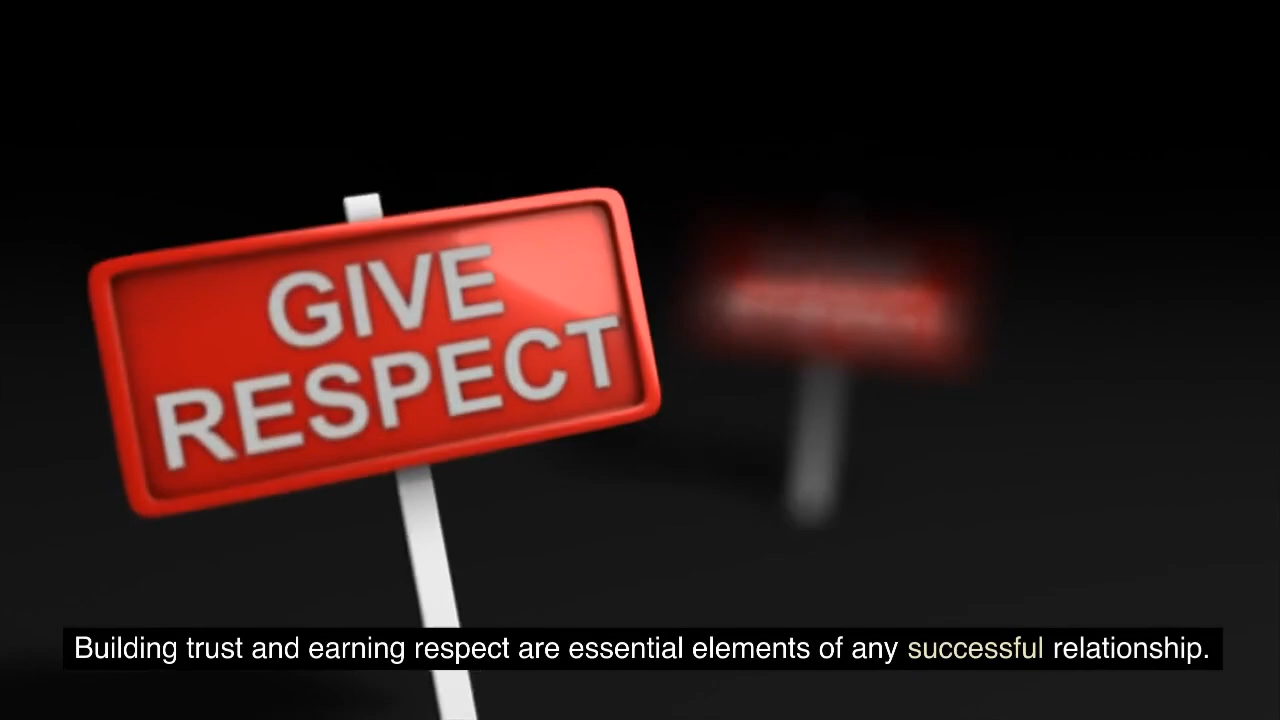 GIVE
RESPECT
Building trust and earning respect are essential elements of any successful relationship.